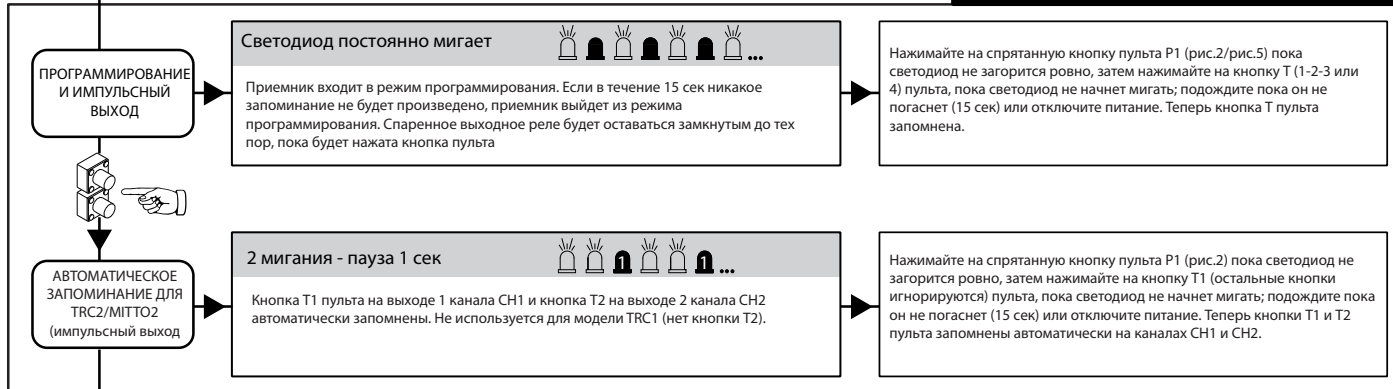 ПРОГРАММИРОВАНИЕ
И ИМПУЛЬСНЫЙ
ВЫХОД
Светодиод постоянно мигает
...
Приемник входит в режим программирования. Если в течение 15 сек никакое
запоминание не будет произведено, приемник выйдет из режима
программирования. Спаренное выходное реле будет оставаться замкнутым до тех
пор, пока будет нажата кнопка пульта
Нажимайте на спрятанную кнопку пульта P1 (рис.2/рис.5) пока
светодиод не загорится ровно, затем нажимайте на кнопку Т (1-2-3 или
4) пульта, пока светодиод не начнет мигать; подождите пока он не
погаснет (15 сек) или отключите питание. Теперь кнопка Т пульта
запомнена.
АВТОМАТИЧЕСКОЕ
ЗАПОМИНАНИЕ ДЛЯ
TRC2/MITTO2
(импульсный выход
2 мигания - пауза 1 сек
1 1 ...
Кнопка Т1 пульта на выходе 1 канала CH1 и кнопка Т2 на выходе 2 канала CH2
автоматически запомнены. Не используется для модели TRC1 (нет кнопки Т2).
Нажимайте на спрятанную кнопку пульта P1 (рис.2) пока светодиод не
загорится ровно, затем нажимайте на кнопку Т1 (остальные кнопки
игнорируются) пульта, пока светодиод не начнет мигать; подождите пока
он не погаснет (15 сек) или отключите питание. Теперь кнопки Т1 и Т2
пульта запомнены автоматически на каналах CH1 и CH2.